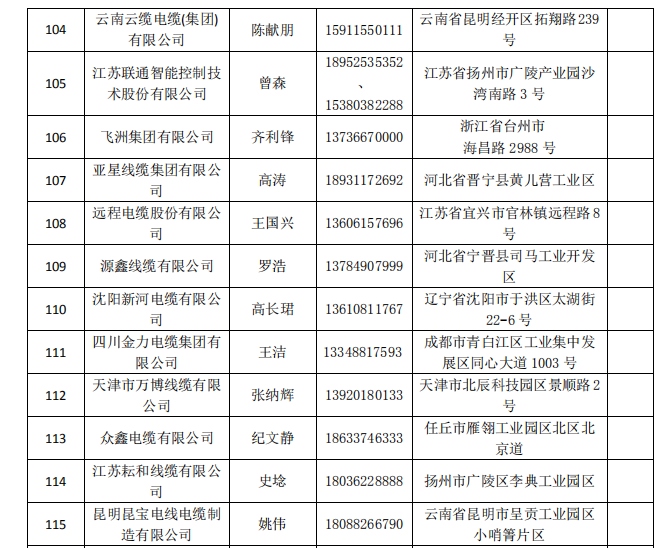 104 云南云缆电缆(集团) 陈献朋 15911550111 云南省昆明经开区拓翔路 239
有限公司 号
105 江苏联通智能控制技 曾森 18952535352 江苏省扬州市广陵产业园沙
术股份有限公司 、 湾南路 3 号
15380382288
106 飞洲集团有限公司 齐利锋 13736670000 浙江省台州市
海昌路 2988 号
107 亚星线缆集团有限公 高涛 18931172692 河北省晋宁县黄儿营工业区
司
108 远程电缆股份有限公 王国兴 13606157696 江苏省宜兴市官林镇远程路 8
司 号
109 源鑫线缆有限公司 罗浩 13784907999 河北省宁晋县司马工业开发
区
110 沈阳新河电缆有限公 高长珺 13610811767 辽宁省沈阳市于洪区太湖街
司 22-6 号
111 四川金力电缆集团有 王洁 13348817593 成都市青白江区工业集中发
限公司 展区同心大道 1003 号
112 天津市万博线缆有限 张纳辉 13920180133 天津市北辰科技园区景顺路 2
公司 号
113 众鑫电缆有限公司 纪文静 18633746333 任丘市雁翎工业园区北区北
京道
114 江苏耘和线缆有限公 史埝 18036228888 扬州市广陵区李典工业园区
司
115 昆明昆宝电线电缆制 姚伟 18088266790 云南省昆明市呈贡工业园区
造有限公司 小哨箐片区